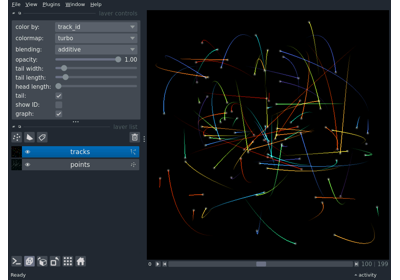 File View Plugins Window Help
layer controls
color by: track_id
colormap: turbo
blending: additive
opacity: 1.00
tail width:
tail length:
head length:
tail:
show ID:
graph:
layer list
tracks
points
100 | 199
Ready
activity